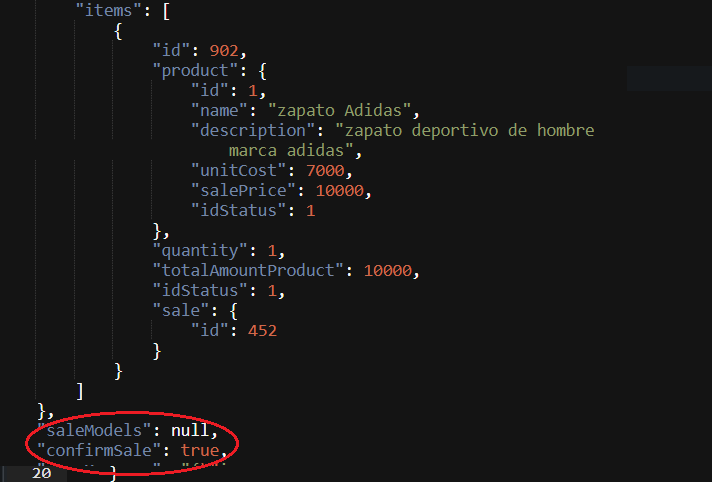 "items": [
{
"id": 902,
"product": {
"id": 1,
"name": "zapato Adidas",
"description": "zapato deportivo de hombre
marca adidas",
"unitCost": 7000,
"salePrice": 10000,
"idStatus": 1
},
"quantity": 1,
"totalAmountProduct": 10000,
"idStatus": 1,
"sale": {
"id": 452
}
}
]
},
"saleModels": null,
"confirmSale": true,
20 }